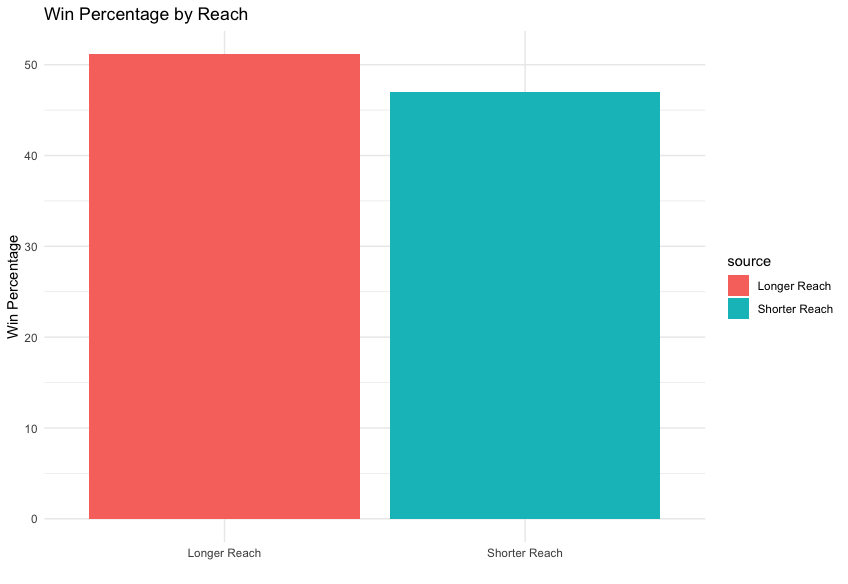 Win Percentage by Reach
Win Percentage
50
40
30
20
10
0
Longer Reach
Shorter Reach
source
Longer Reach
Shorter Reach